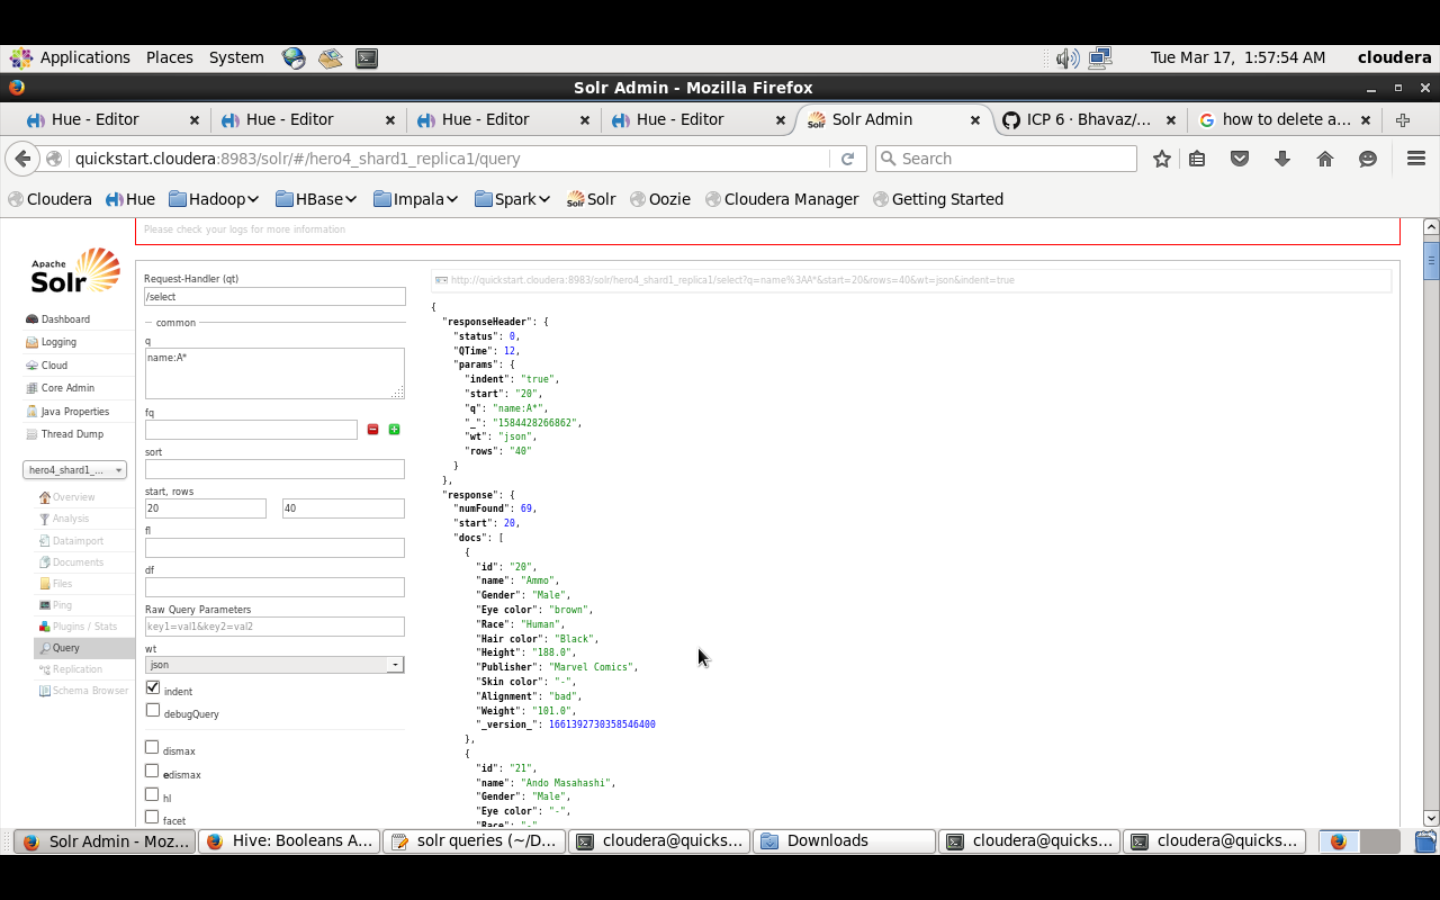 Applications Places System Tue Mar 17, 1:57:54 AM cloudera
Solr Admin - Mozilla Firefox
Hue - Editor Hue - Editor Hue - Editor Hue - Editor Solr Admin ICP 6 · Bhavaz/... how to delete a...
quickstart.cloudera:8983/solr/#/hero4_shard1_replica1/query Search
Cloudera Hue Hadoop HBase Impala Spark Solr Oozie Cloudera Manager Getting Started
Please check your logs for more information
Apache
Solr
Dashboard
Logging
Cloud
Core Admin
Java Properties
Thread Dump
hero4_shard1_...
Overview
Analysis
Dataimport
Documents
Files
Ping
Plugins / Stats
Query
Replication
Schema Browser
Request-Handler (qt)
/select
common
q
name:A*
fq
sort
start, rows
20 40
fl
df
Raw Query Parameters
key1=val1&key2=val2
wt
json
indent
debugQuery
dismax
edismax
hl
facet
http://quickstart.cloudera:8983/solr/hero4_shard1_replica1/select?q=name%3AA*&start=20&rows=40&wt=json&indent=true
{
"responseHeader": {
"status": 0,
"QTime": 12,
"params": {
"indent": "true",
"start": "20",
"q": "name:A*",
"_": "1584428266862",
"wt": "json",
"rows": "40"
}
},
"response": {
"numFound": 69,
"start": 20,
"docs": [
{
"id": "20",
"name": "Ammo",
"Gender": "Male",
"Eye color": "brown",
"Race": "Human",
"Hair color": "Black",
"Height": "188.0",
"Publisher": "Marvel Comics",
"Skin color": "-",
"Alignment": "bad",
"Weight": "101.0",
"_version_": 1661392730358546400
},
{
"id": "21",
"name": "Ando Masahashi",
"Gender": "Male",
"Eye color": "-",
"Race": "-",
Solr Admin - Moz... Hive: Booleans A... solr queries (~/D... cloudera@quicks... Downloads cloudera@quicks... cloudera@quicks...